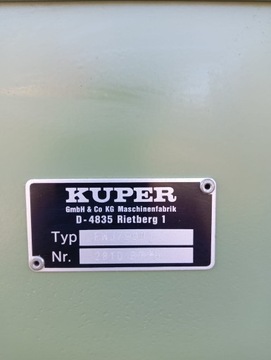 KUPER
GmbH & Co KG Maschinenfabrik
D-4835 Rietberg 1
Typ
Nr.